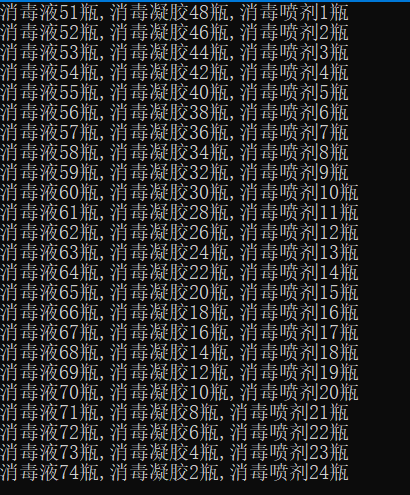 消毒液51瓶,消毒凝胶48瓶,消毒喷剂1瓶
消毒液52瓶,消毒凝胶46瓶,消毒喷剂2瓶
消毒液53瓶,消毒凝胶44瓶,消毒喷剂3瓶
消毒液54瓶,消毒凝胶42瓶,消毒喷剂4瓶
消毒液55瓶,消毒凝胶40瓶,消毒喷剂5瓶
消毒液56瓶,消毒凝胶38瓶,消毒喷剂6瓶
消毒液57瓶,消毒凝胶36瓶,消毒喷剂7瓶
消毒液58瓶,消毒凝胶34瓶,消毒喷剂8瓶
消毒液59瓶,消毒凝胶32瓶,消毒喷剂9瓶
消毒液60瓶,消毒凝胶30瓶,消毒喷剂10瓶
消毒液61瓶,消毒凝胶28瓶,消毒喷剂11瓶
消毒液62瓶,消毒凝胶26瓶,消毒喷剂12瓶
消毒液63瓶,消毒凝胶24瓶,消毒喷剂13瓶
消毒液64瓶,消毒凝胶22瓶,消毒喷剂14瓶
消毒液65瓶,消毒凝胶20瓶,消毒喷剂15瓶
消毒液66瓶,消毒凝胶18瓶,消毒喷剂16瓶
消毒液67瓶,消毒凝胶16瓶,消毒喷剂17瓶
消毒液68瓶,消毒凝胶14瓶,消毒喷剂18瓶
消毒液69瓶,消毒凝胶12瓶,消毒喷剂19瓶
消毒液70瓶,消毒凝胶10瓶,消毒喷剂20瓶
消毒液71瓶,消毒凝胶8瓶,消毒喷剂21瓶
消毒液72瓶,消毒凝胶6瓶,消毒喷剂22瓶
消毒液73瓶,消毒凝胶4瓶,消毒喷剂23瓶
消毒液74瓶,消毒凝胶2瓶,消毒喷剂24瓶